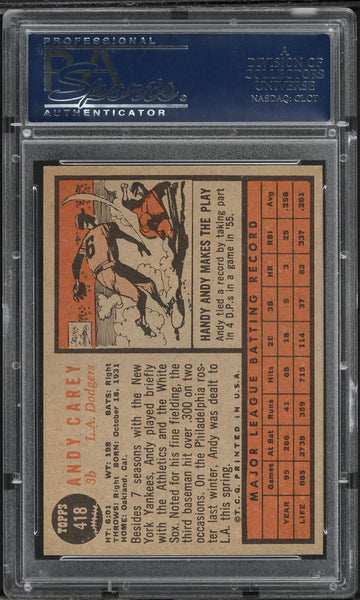 PROFESSIONAL
PSA
Sports
®
AUTHENTICATOR
A
DIVISION OF
COLLECTORS
UNIVERSE
NASDAQ: CLCT
TOPPS
418
ANDY CAREY
3b L.A. Dodgers
HT: 6'01 WT: 198 BATS: Right
THROWS: Right BORN: October 18, 1931
HOME: Oakland, Cal.
Besides 7 seasons with the New
York Yankees, Andy played briefly
with the Athletics and the White
Sox. Noted for his fine fielding, the
third baseman hit over .300 on two
occasions. On the Philadelphia ros-
ter last winter, Andy was dealt to
L.A. this spring.
©T.C.G. PRINTED IN U.S.A.
HANDY ANDY MAKES THE PLAY
Andy tied a record by taking part
in 4 D.P.s in a game in '55.
MAJOR LEAGUE BATTING RECORD
Games At Bat Runs Hits 2B 3B HR RBI Avg
YEAR 95 266 41 68 18 5 3 25 .256
LIFE 685 2739 359 715 114 37 62 337 .261